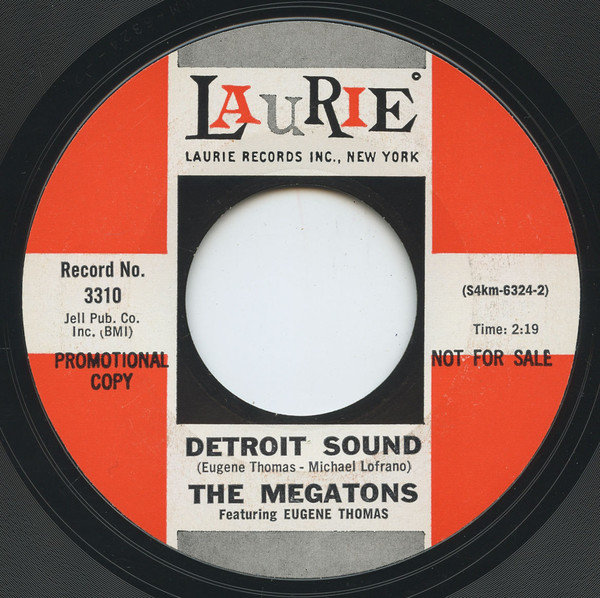 LAURIE
LAURIE RECORDS INC., NEW YORK
Record No.
3310
Jell Pub. Co.
Inc. (BMI)
PROMOTIONAL
COPY
(S4km-6324-2)
Time: 2:19
NOT FOR SALE
DETROIT SOUND
(Eugene Thomas - Michael Lofrano)
THE MEGATONS
Featuring EUGENE THOMAS